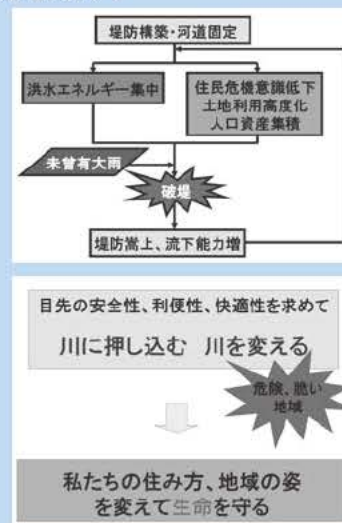 堤防構築・河道固定
洪水エネルギー集中
住民危機意識低下
土地利用高度化
人口資産集積
未曾有大雨
破堤
堤防嵩上、流下能力増
目先の安全性、利便性、快適性を求めて
川に押し込む 川を変える
危険、脆い
地域
私たちの住み方、地域の姿
を変えて生命を守る